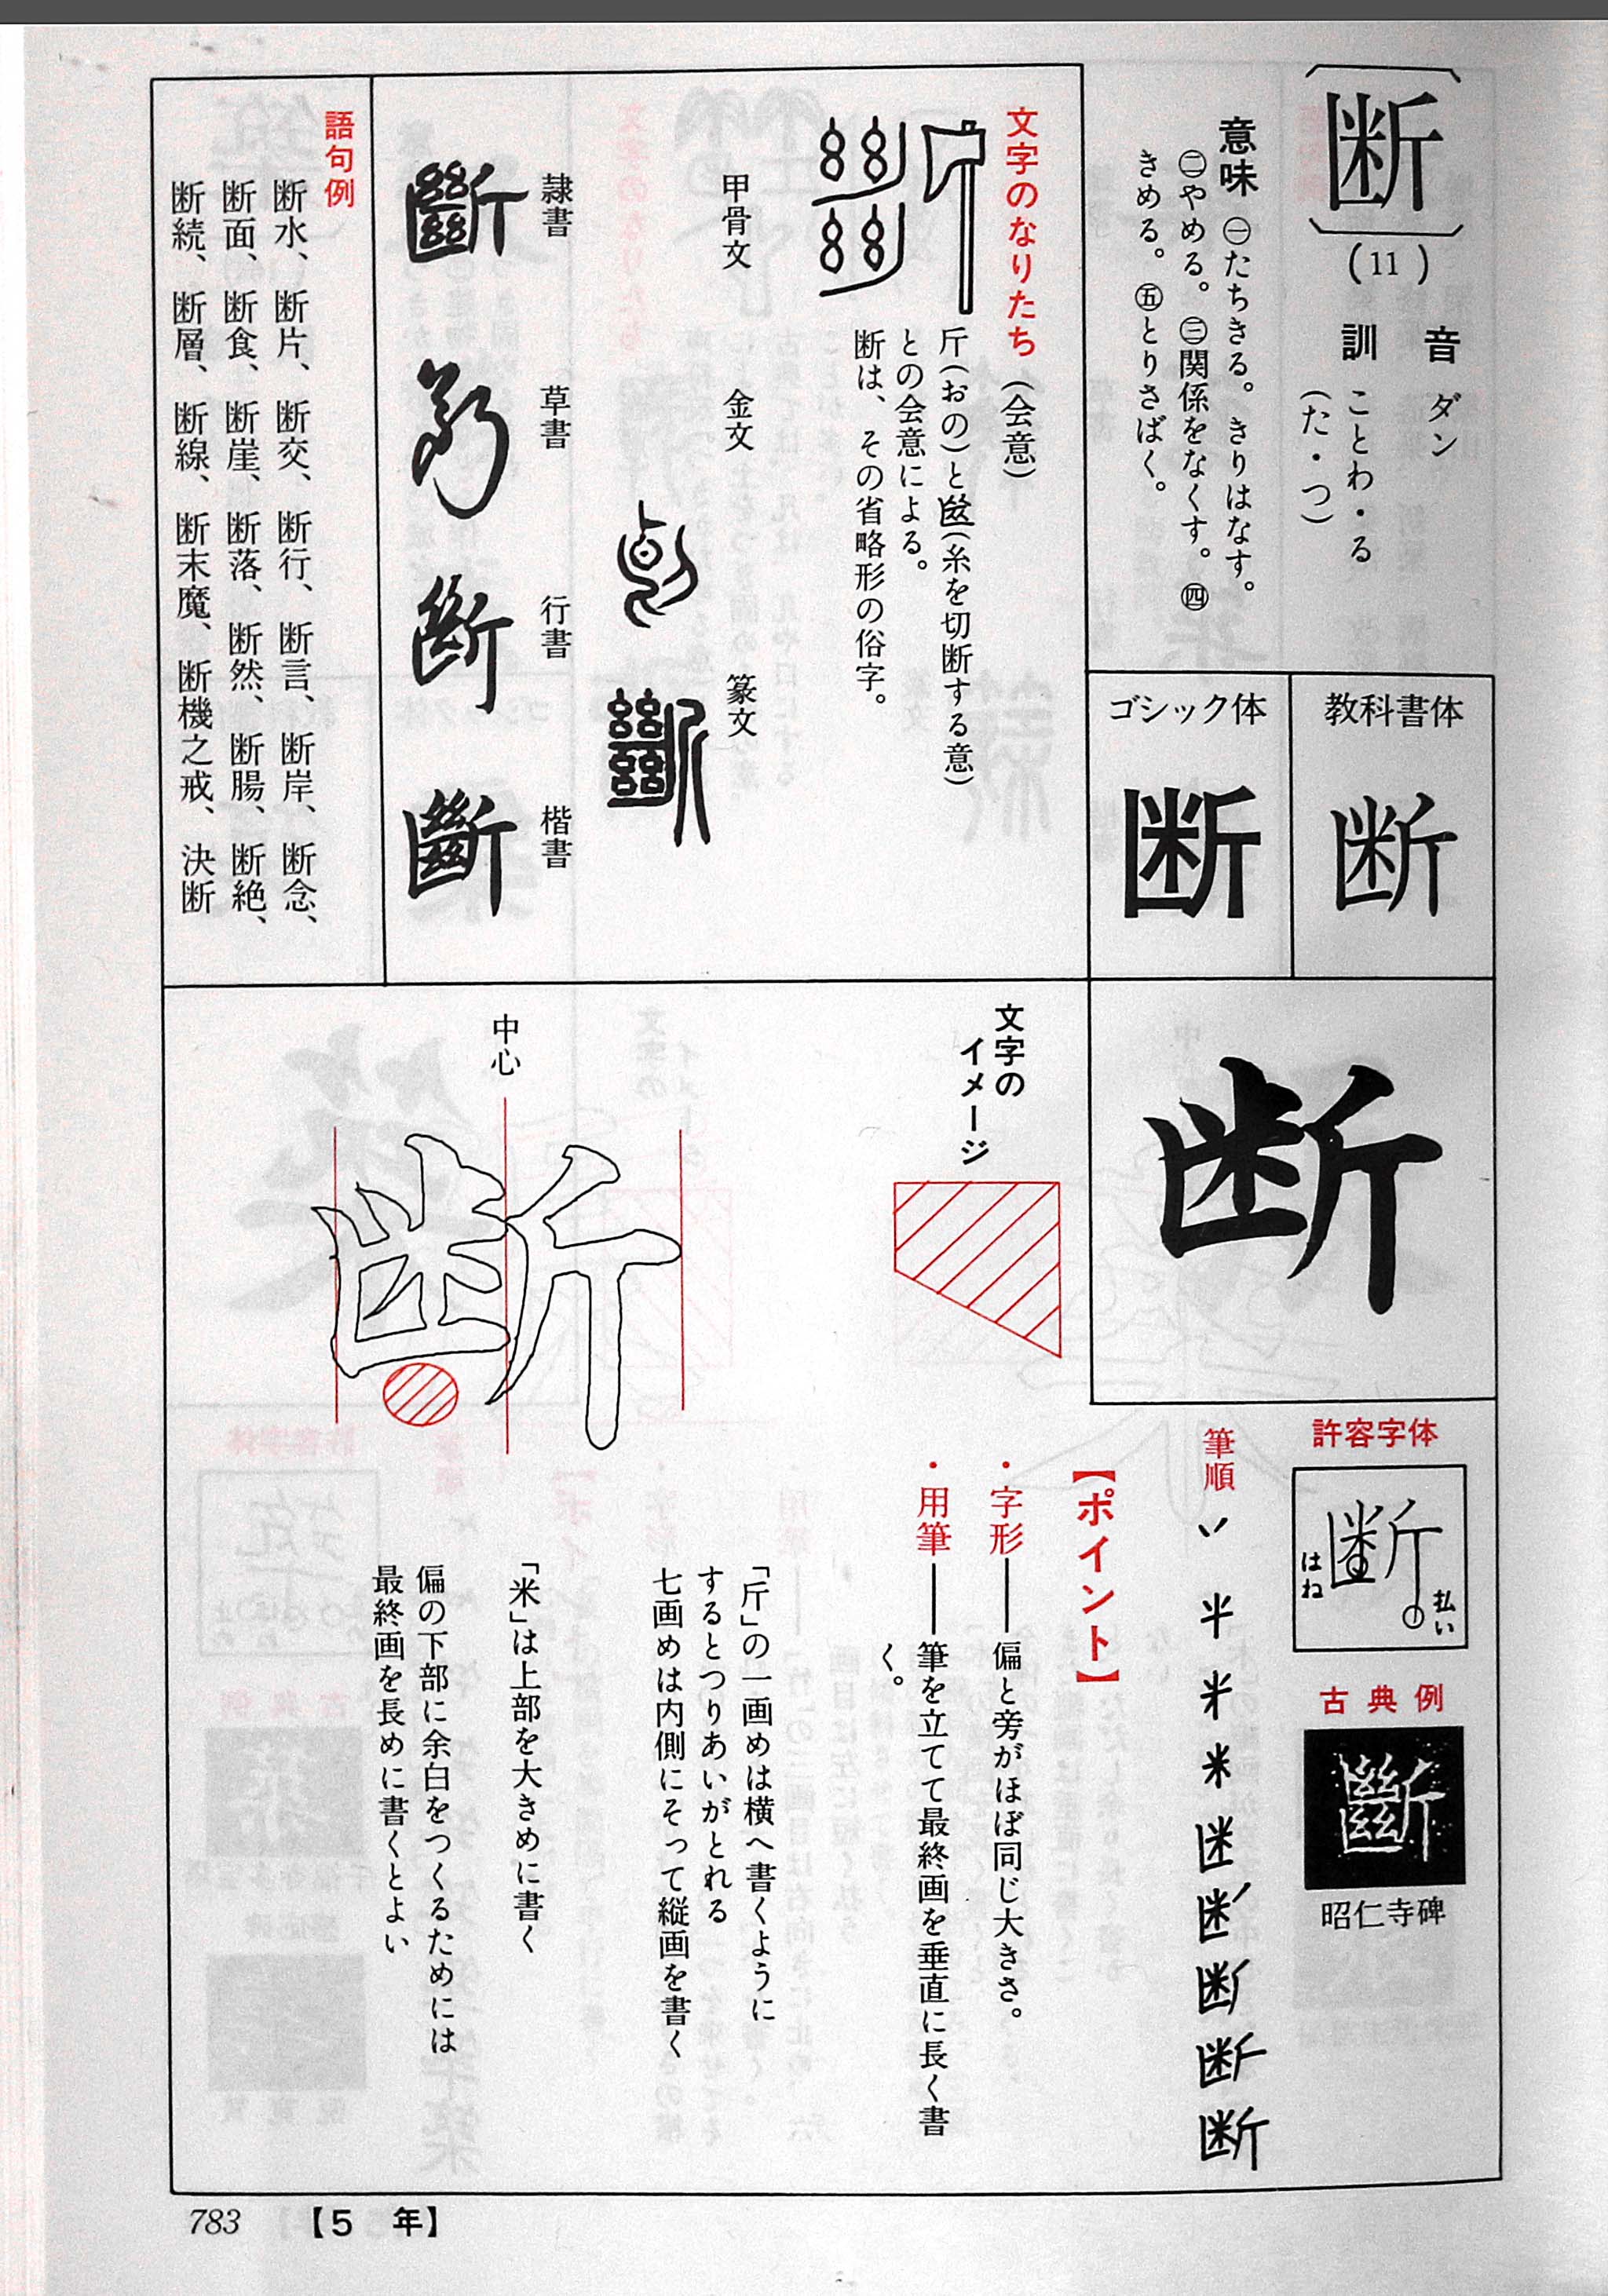 断
(11)
音 ダン
訓 ことわ・る
(た・つ)
意味 ㊀たちきる。きりはなす。
㊁やめる。㊂関係をなくす。㊃
きめる。㊄とりさばく。
教科書体
断
ゴシック体
断
文字のなりたち (会意)
斤(おの)と(糸を切断する意)
との会意による。
断は、その省略形の俗字。
甲骨文
金文
篆文
隷書
斷
草書
行書
斷
楷書
斷
語句例
断水、断片、断交、断行、断言、断岸、断念、
断面、断食、断崖、断落、断然、断腸、断絶、
断続、断層、断線、断末魔、断機之戒、決断
断
文字の
イメージ
中心
断
許容字体
断
払い
はね
古典例
斷
昭仁寺碑
筆順
【ポイント】
・字形――偏と旁がほぼ同じ大きさ。
・用筆――筆を立てて最終画を垂直に長く書
く。
「斤」の一画めは横へ書くように
するとつりあいがとれる
七画めは内側にそって縦画を書く
「米」は上部を大きめに書く
偏の下部に余白をつくるためには
最終画を長めに書くとよい
783 【5 年】